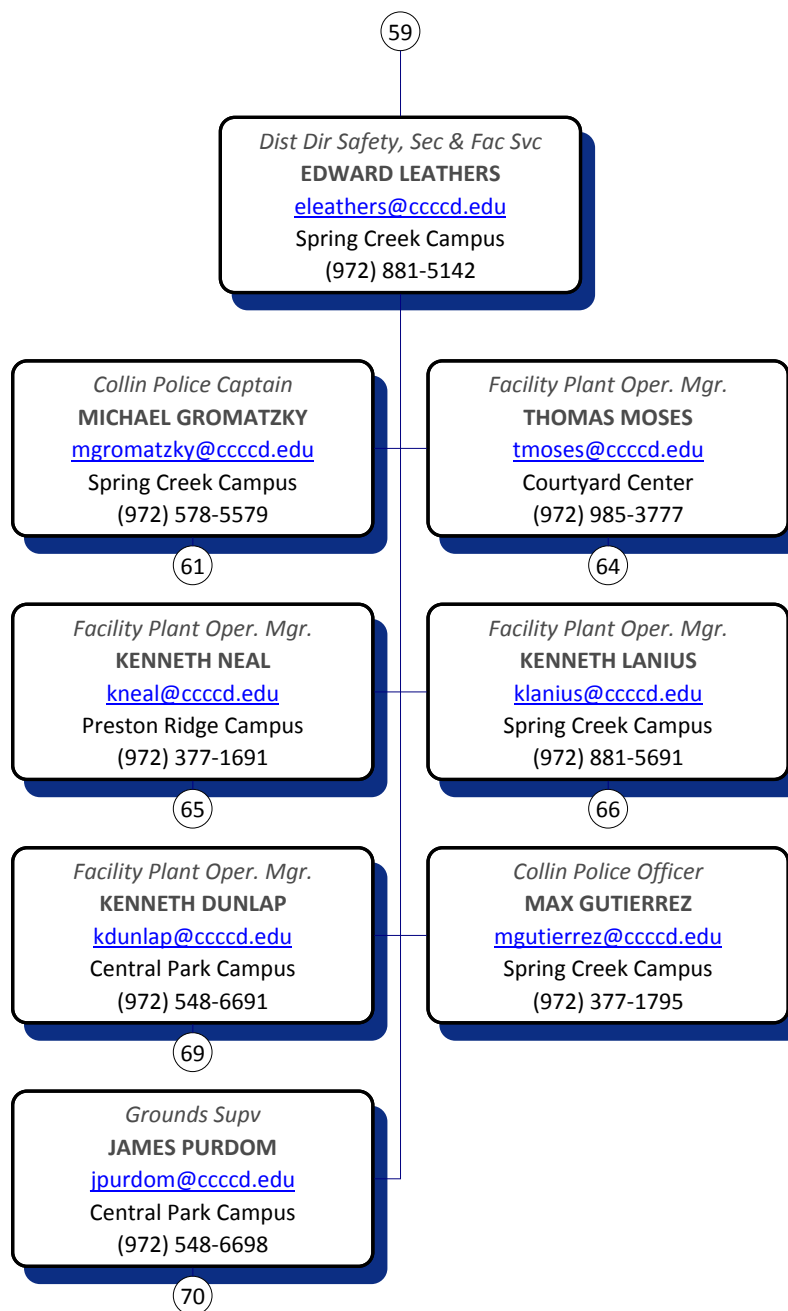 59
Dist Dir Safety, Sec & Fac Svc
EDWARD LEATHERS
eleathers@ccccd.edu
Spring Creek Campus
(972) 881-5142
Collin Police Captain
MICHAEL GROMATZKY
mgromatzky@ccccd.edu
Spring Creek Campus
(972) 578-5579
61
Facility Plant Oper. Mgr.
THOMAS MOSES
tmoses@ccccd.edu
Courtyard Center
(972) 985-3777
64
Facility Plant Oper. Mgr.
KENNETH NEAL
kneal@ccccd.edu
Preston Ridge Campus
(972) 377-1691
65
Facility Plant Oper. Mgr.
KENNETH LANIUS
klanius@ccccd.edu
Spring Creek Campus
(972) 881-5691
66
Facility Plant Oper. Mgr.
KENNETH DUNLAP
kdunlap@ccccd.edu
Central Park Campus
(972) 548-6691
69
Collin Police Officer
MAX GUTIERREZ
mgutierrez@ccccd.edu
Spring Creek Campus
(972) 377-1795
Grounds Supv
JAMES PURDOM
jpurdom@ccccd.edu
Central Park Campus
(972) 548-6698
70